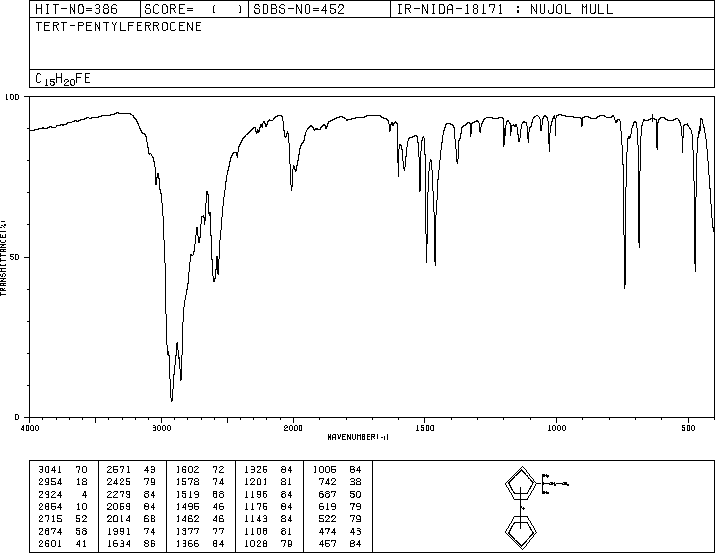 HIT-NO=386 SCORE= ( ) SDBS-NO=452 IR-NIDA-18171 : NUJOL MULL
TERT-PENTYLFERROCENE
C15H20FE
100
TRANSMITTANCE(%)
50
0
4000 3000 2000 1500 1000 500
WAVENUMBER(-1)
3041 70 2571 43 1602 72 1326 84 1006 84
2954 18 2425 79 1578 74 1201 81 742 38
2924 4 2279 84 1519 68 1196 84 687 50
2854 10 2069 84 1496 46 1176 84 619 79
2715 52 2014 68 1462 46 1143 84 522 79
2674 58 1991 74 1377 77 1108 81 474 43
2601 41 1634 86 1366 84 1028 79 457 84